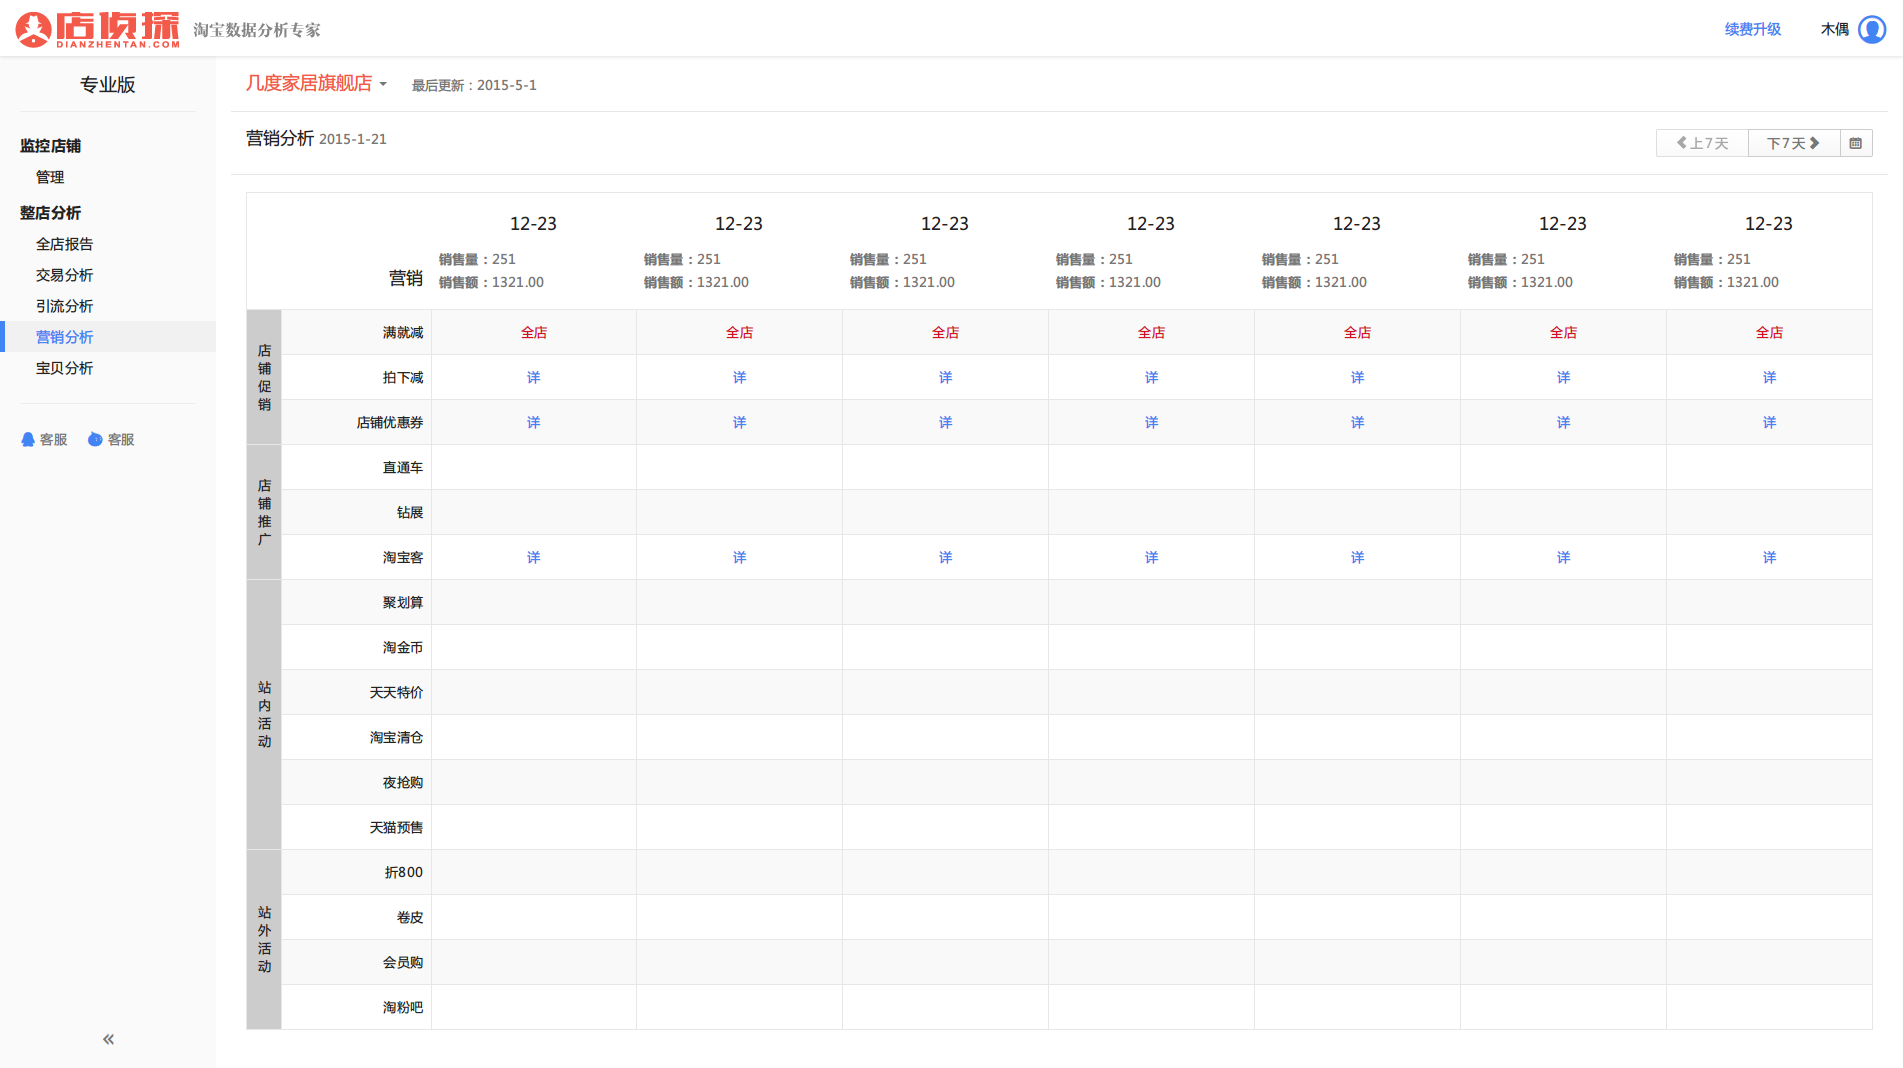 店侦探
DIANZHENTAN.COM
淘宝数据分析专家
续费升级
木偶
专业版
监控店铺
管理
整店分析
全店报告
交易分析
引流分析
营销分析
宝贝分析
客服 客服
«
几度家居旗舰店 最后更新：2015-5-1
营销分析 2015-1-21
上7天 下7天
12-23 12-23 12-23 12-23 12-23 12-23 12-23
销售量：251 销售量：251 销售量：251 销售量：251 销售量：251 销售量：251 销售量：251
营销 销售额：1321.00 销售额：1321.00 销售额：1321.00 销售额：1321.00 销售额：1321.00 销售额：1321.00 销售额：1321.00
店铺促销
满就减 全店 全店 全店 全店 全店 全店 全店
拍下减 详 详 详 详 详 详 详
店铺优惠券 详 详 详 详 详 详 详
店铺推广
直通车
钻展
淘宝客 详 详 详 详 详 详 详
站内活动
聚划算
淘金币
天天特价
淘宝清仓
夜抢购
天猫预售
站外活动
折800
卷皮
会员购
淘粉吧